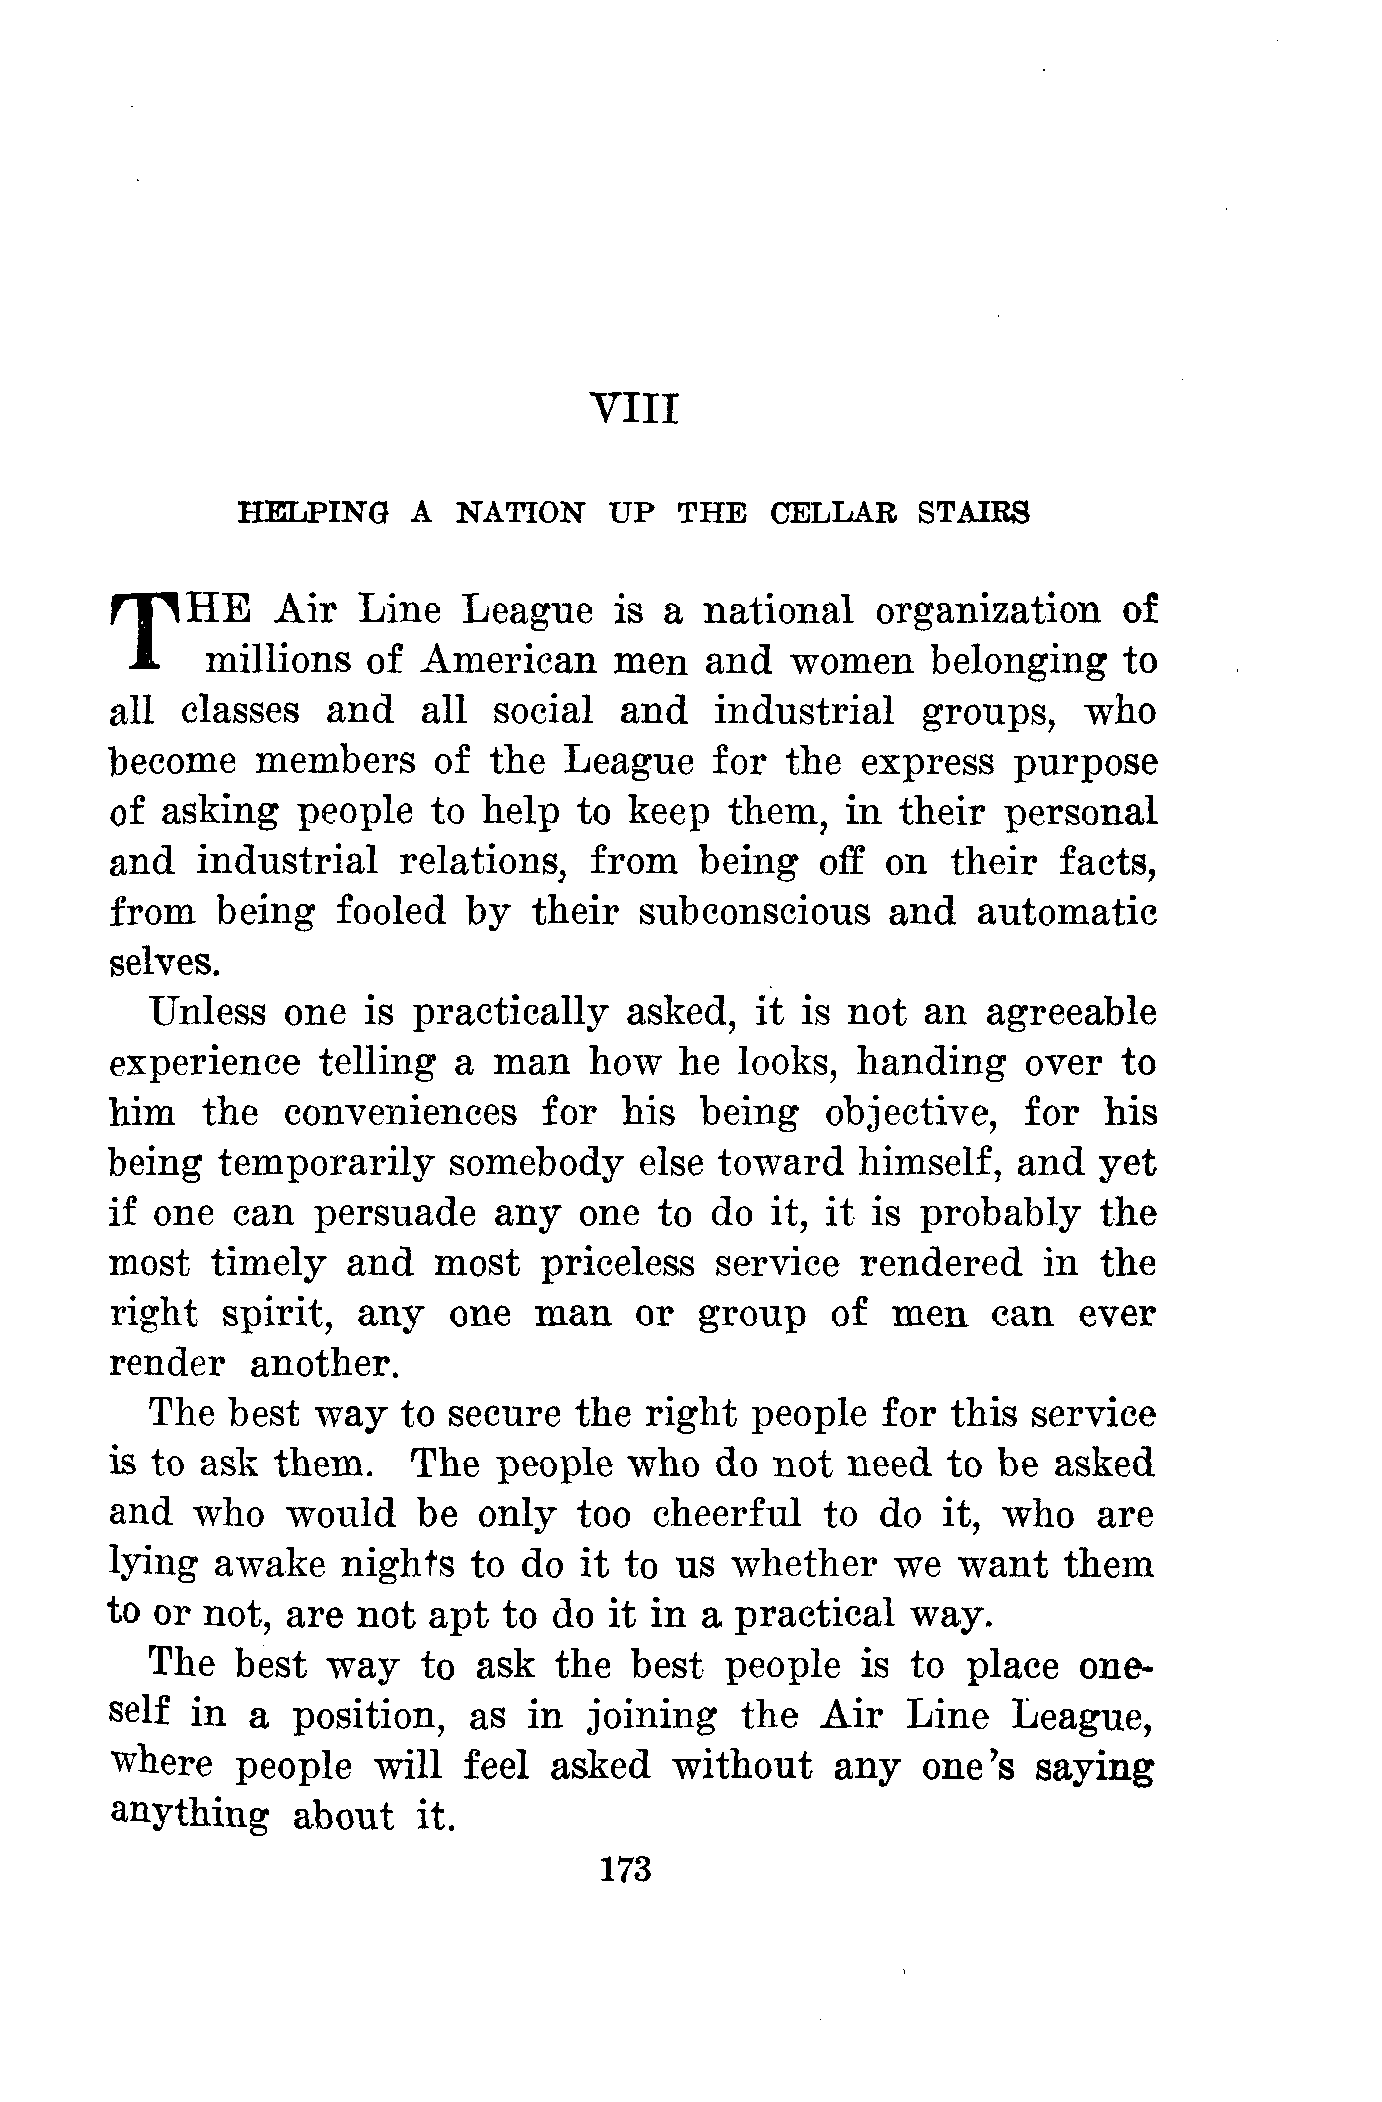 VIII
HELPING A NATION UP THE CELLAR STAIRS
THE Air Line League is a national organization of
millions of American men and women belonging to
all classes and all social and industrial groups, who
become members of the League for the express purpose
of asking people to help to keep them, in their personal
and industrial relations, from being off on their facts,
from being fooled by their subconscious and automatic
selves.
Unless one is practically asked, it is not an agreeable
experience telling a man how he looks, handing over to
him the conveniences for his being objective, for his
being temporarily somebody else toward himself, and yet
if one can persuade any one to do it, it is probably the
most timely and most priceless service rendered in the
right spirit, any one man or group of men can ever
render another.
The best way to secure the right people for this service
is to ask them. The people who do not need to be asked
and who would be only too cheerful to do it, who are
lying awake nights to do it to us whether we want them
to or not, are not apt to do it in a practical way.
The best way to ask the best people is to place one-
self in a position, as in joining the Air Line League,
where people will feel asked without any one's saying
anything about it.
173